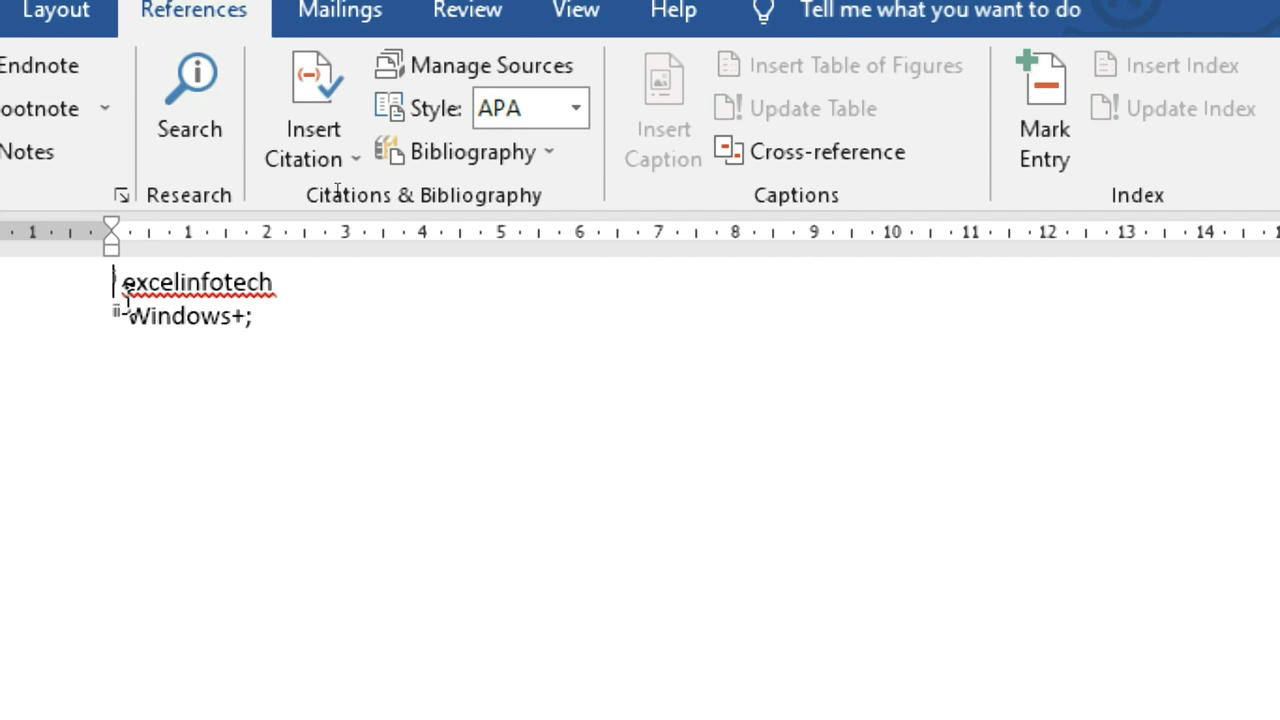 Layout References Mailings Review View Help Tell me what you want to do
Endnote
ootnote
Notes
Search
Research
Insert
Citation
Manage Sources
Style: APA
Bibliography
Citations & Bibliography
Insert
Caption
Insert Table of Figures
Update Table
Cross-reference
Captions
Mark
Entry
Insert Index
Update Index
Index
1 1 2 3 4 5 6 7 8 9 10 11 12 13 14
excelinfotech
ii Windows+;